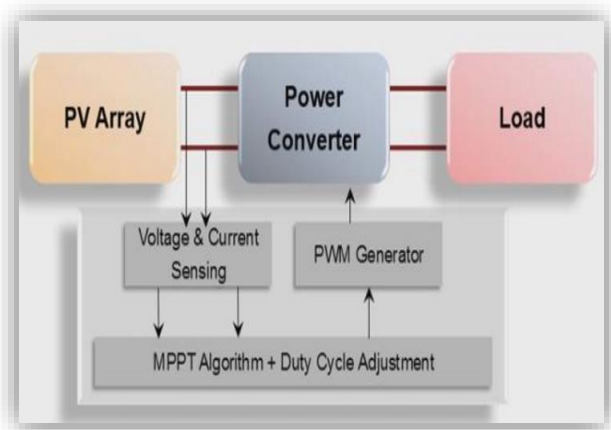 PV Array
Power
Converter
Load
Voltage & Current
Sensing
PWM Generator
MPPT Algorithm + Duty Cycle Adjustment